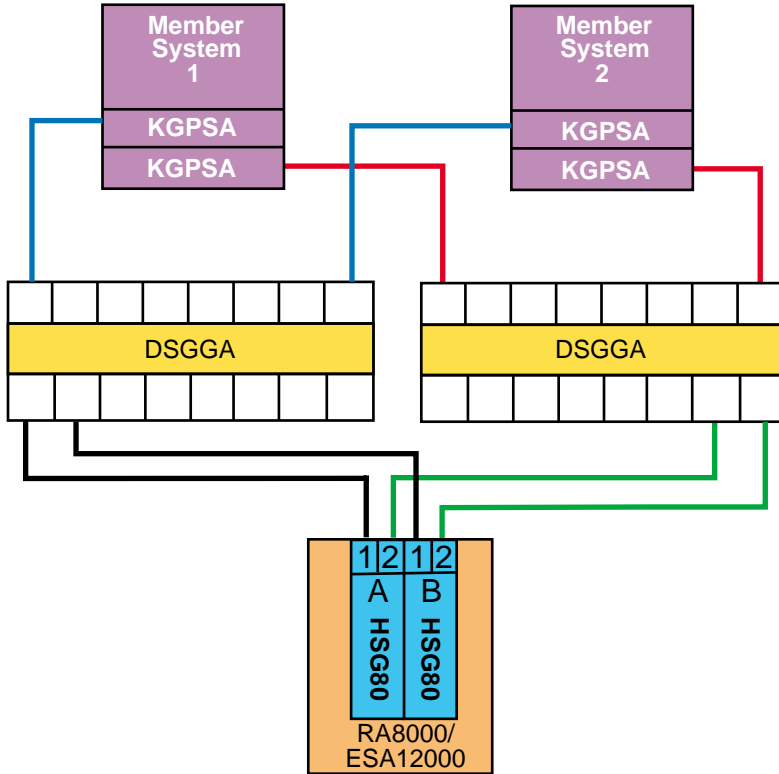 Member
System
1
KGPSA
KGPSA
Member
System
2
KGPSA
KGPSA
DSGGA
DSGGA
1 2 1 2
A B
HSG80 HSG80
RA8000/
ESA12000